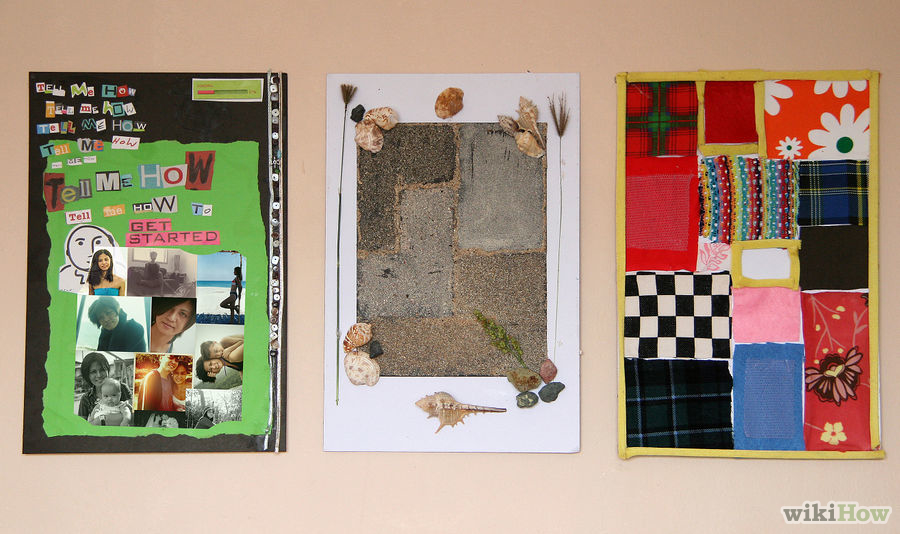 TELL Me HOW
Tell me HOW
TELL ME HOW
Tell ME HOW
TELL ME HOW
Tell Me HOW
Tell me HOW TO
GET STARTED
wikiHow